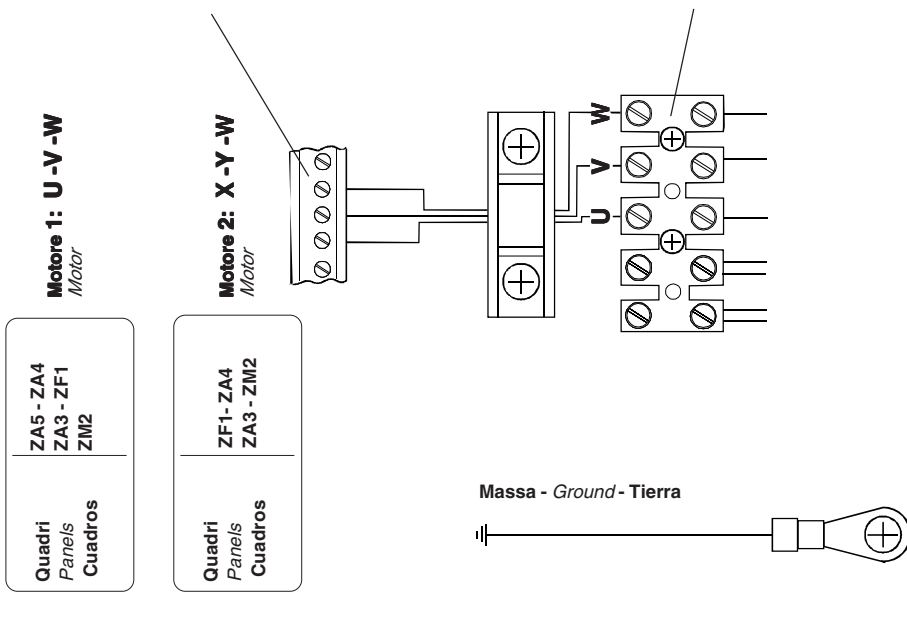 Motore 1: U -V -W
Motor
Motore 2: X -Y -W
Motor
W
V
U
Quadri
Panels
Cuadros
ZA5 - ZA4
ZA3 - ZF1
ZM2
Quadri
Panels
Cuadros
ZF1- ZA4
ZA3 - ZM2
Massa - Ground - Tierra